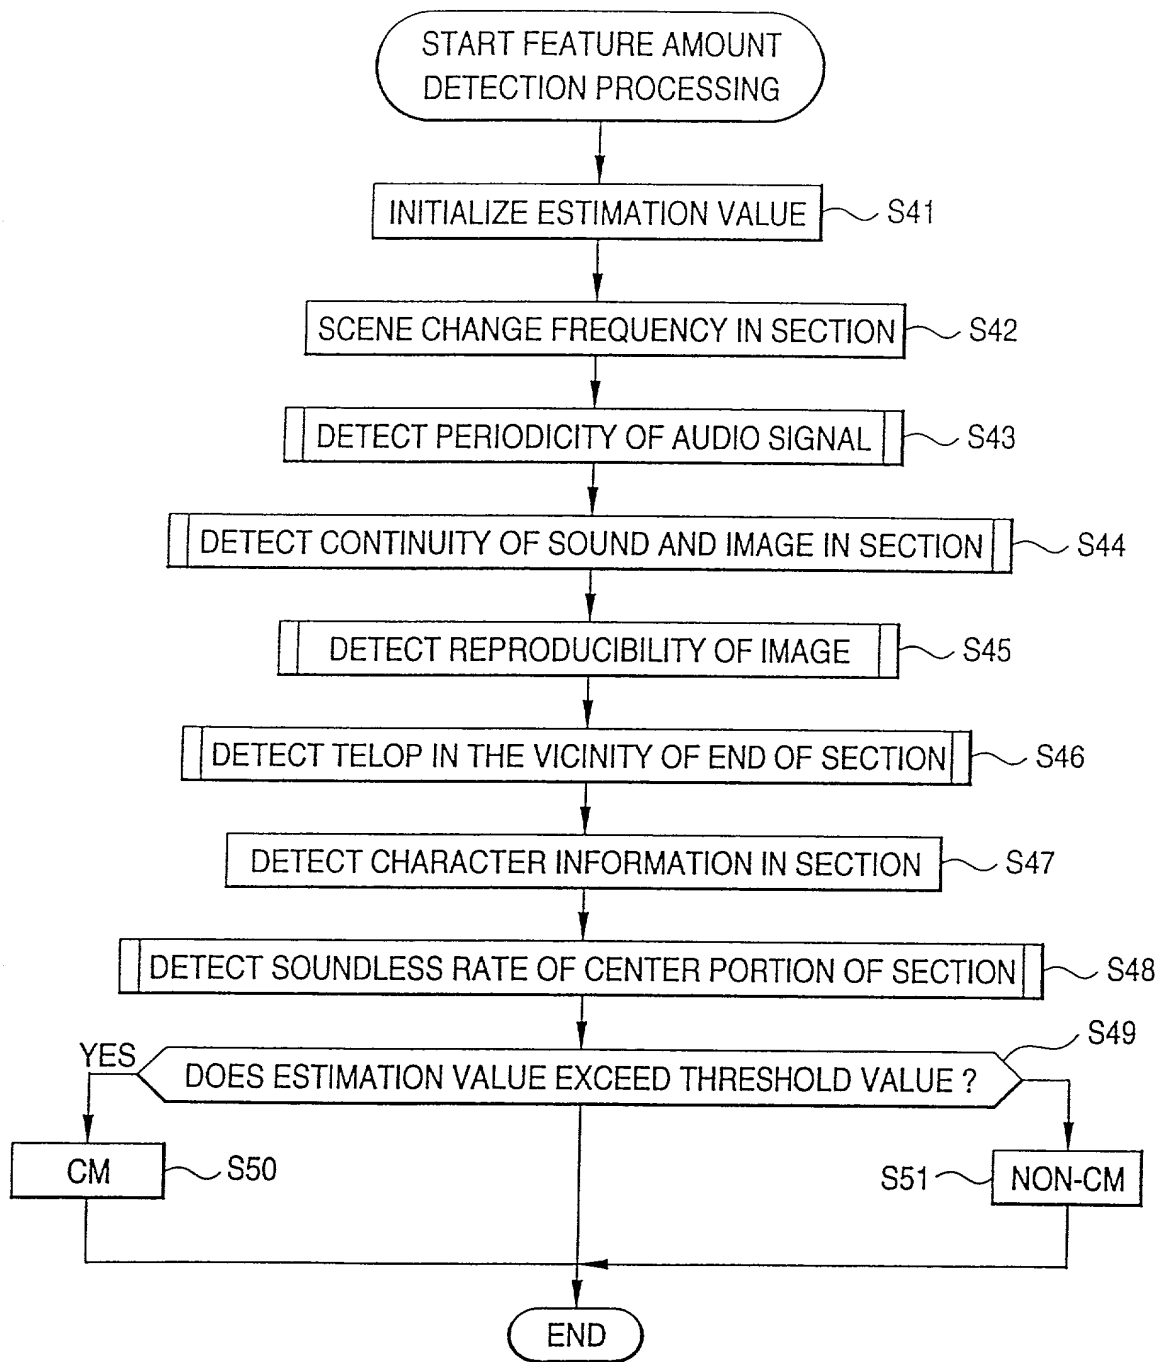 START FEATURE AMOUNT
DETECTION PROCESSING
INITIALIZE ESTIMATION VALUE
S41
SCENE CHANGE FREQUENCY IN SECTION
S42
DETECT PERIODICITY OF AUDIO SIGNAL
S43
DETECT CONTINUITY OF SOUND AND IMAGE IN SECTION
S44
DETECT REPRODUCIBILITY OF IMAGE
S45
DETECT TELOP IN THE VICINITY OF END OF SECTION
S46
DETECT CHARACTER INFORMATION IN SECTION
S47
DETECT SOUNDLESS RATE OF CENTER PORTION OF SECTION
S48
S49
YES
DOES ESTIMATION VALUE EXCEED THRESHOLD VALUE ?
CM
S50
S51
NON-CM
END